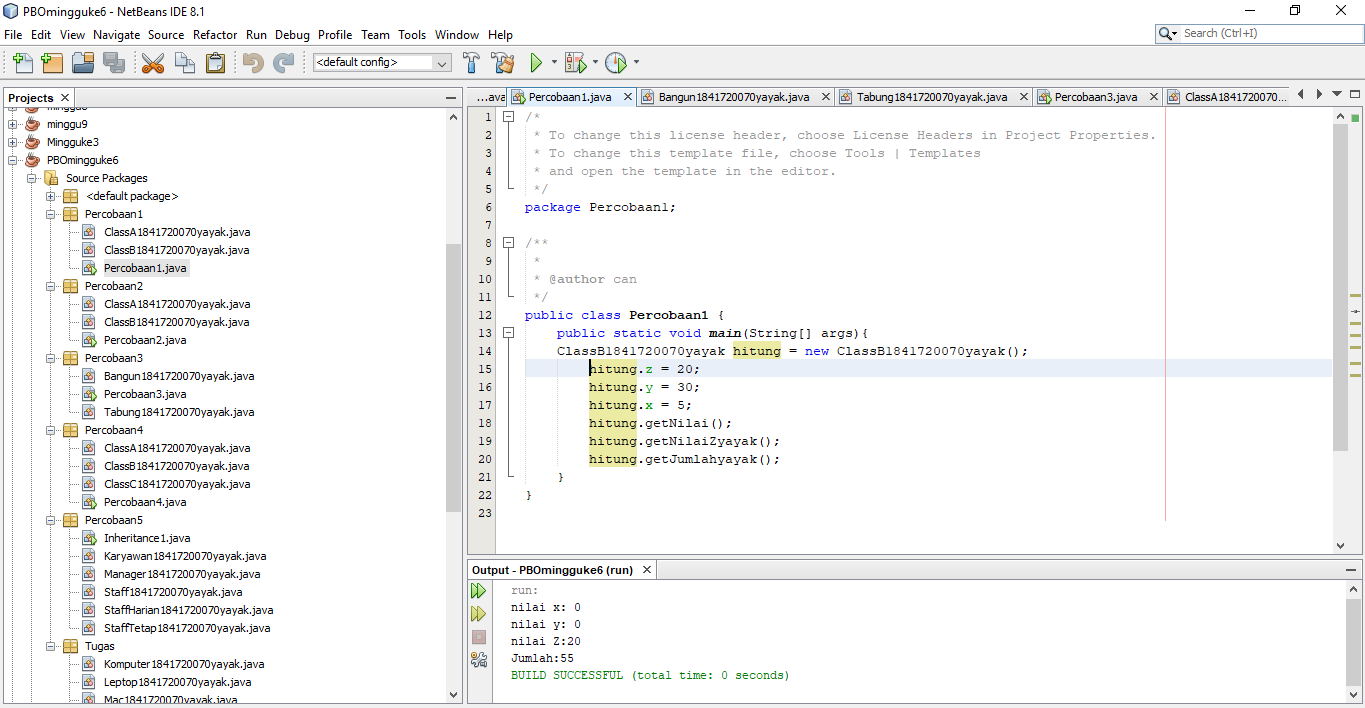 PBOmingguke6 - NetBeans IDE 8.1
File Edit View Navigate Source Refactor Run Debug Profile Team Tools Window Help
Search (Ctrl+I)
<default config>
Projects
minggu9
Mingguke3
PBOmingguke6
Source Packages
<default package>
Percobaan1
ClassA1841720070yayak.java
ClassB1841720070yayak.java
Percobaan1.java
Percobaan2
ClassA1841720070yayak.java
ClassB1841720070yayak.java
Percobaan2.java
Percobaan3
Bangun1841720070yayak.java
Percobaan3.java
Tabung1841720070yayak.java
Percobaan4
ClassA1841720070yayak.java
ClassB1841720070yayak.java
ClassC1841720070yayak.java
Percobaan4.java
Percobaan5
Inheritance1.java
Karyawan1841720070yayak.java
Manager1841720070yayak.java
Staff1841720070yayak.java
StaffHarian1841720070yayak.java
StaffTetap1841720070yayak.java
Tugas
Komputer1841720070yayak.java
Leptop1841720070yayak.java
Mac1841720070yayak.java
...ava Percobaan1.java Bangun1841720070yayak.java Tabung1841720070yayak.java Percobaan3.java ClassA1841720070...
1 /*
2 * To change this license header, choose License Headers in Project Properties.
3 * To change this template file, choose Tools | Templates
4 * and open the template in the editor.
5 */
6 package Percobaan1;
7
8 /**
9 *
10 * @author can
11 */
12 public class Percobaan1 {
13 public static void main(String[] args){
14 ClassB1841720070yayak hitung = new ClassB1841720070yayak();
15 hitung.z = 20;
16 hitung.y = 30;
17 hitung.x = 5;
18 hitung.getNilai();
19 hitung.getNilaiZyayak();
20 hitung.getJumlahyayak();
21 }
22 }
23
Output - PBOmingguke6 (run)
run:
nilai x: 0
nilai y: 0
nilai Z:20
Jumlah:55
BUILD SUCCESSFUL (total time: 0 seconds)